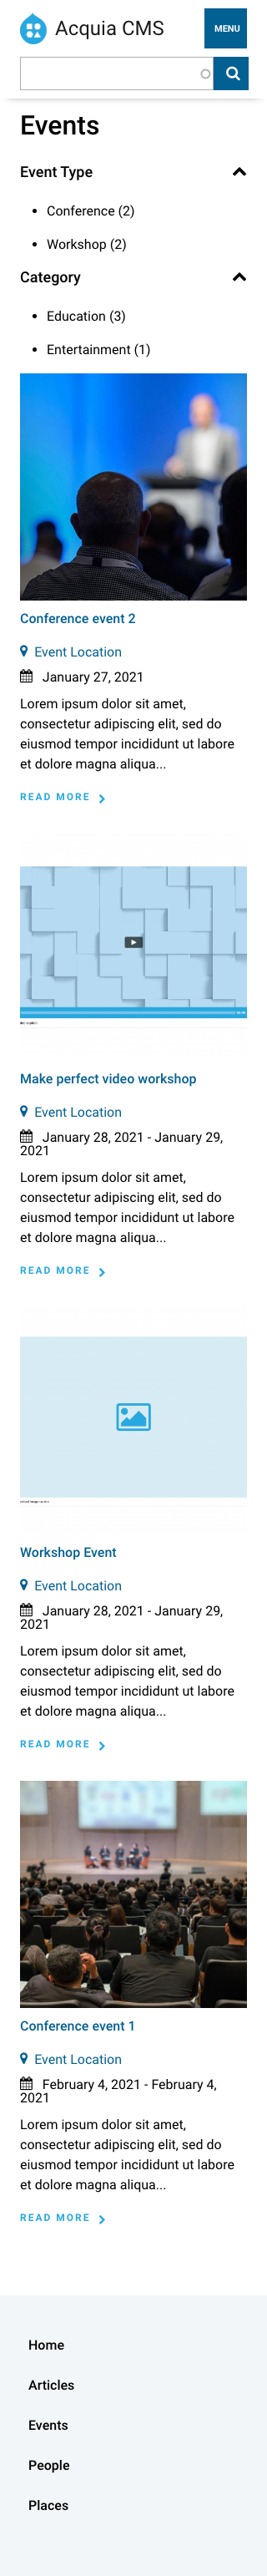 Acquia CMS
MENU
Events
Event Type
Conference (2)
Workshop (2)
Category
Education (3)
Entertainment (1)
Conference event 2
Event Location
January 27, 2021
Lorem ipsum dolor sit amet,
consectetur adipiscing elit, sed do
eiusmod tempor incididunt ut labore
et dolore magna aliqua...
READ MORE
Make perfect video workshop
Event Location
January 28, 2021 - January 29,
2021
Lorem ipsum dolor sit amet,
consectetur adipiscing elit, sed do
eiusmod tempor incididunt ut labore
et dolore magna aliqua...
READ MORE
Workshop Event
Event Location
January 28, 2021 - January 29,
2021
Lorem ipsum dolor sit amet,
consectetur adipiscing elit, sed do
eiusmod tempor incididunt ut labore
et dolore magna aliqua...
READ MORE
Conference event 1
Event Location
February 4, 2021 - February 4,
2021
Lorem ipsum dolor sit amet,
consectetur adipiscing elit, sed do
eiusmod tempor incididunt ut labore
et dolore magna aliqua...
READ MORE
Home
Articles
Events
People
Places